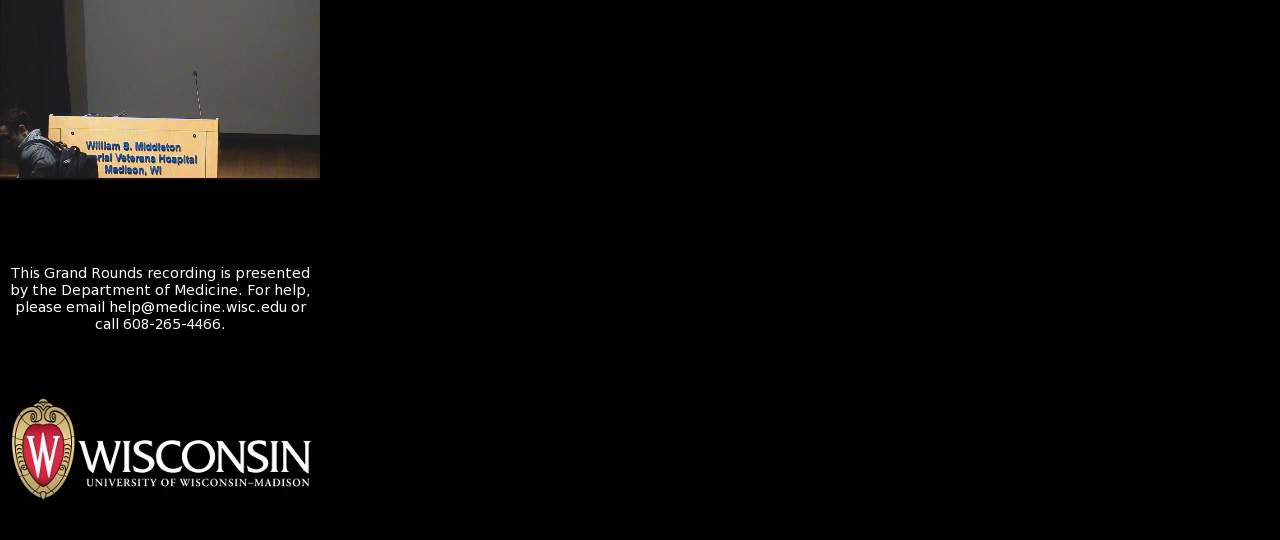 William S. Middleton
rial Veterans Hospital
Madison, WI
This Grand Rounds recording is presented
by the Department of Medicine. For help,
please email help@medicine.wisc.edu or
call 608-265-4466.
W
WISCONSIN
UNIVERSITY OF WISCONSIN–MADISON